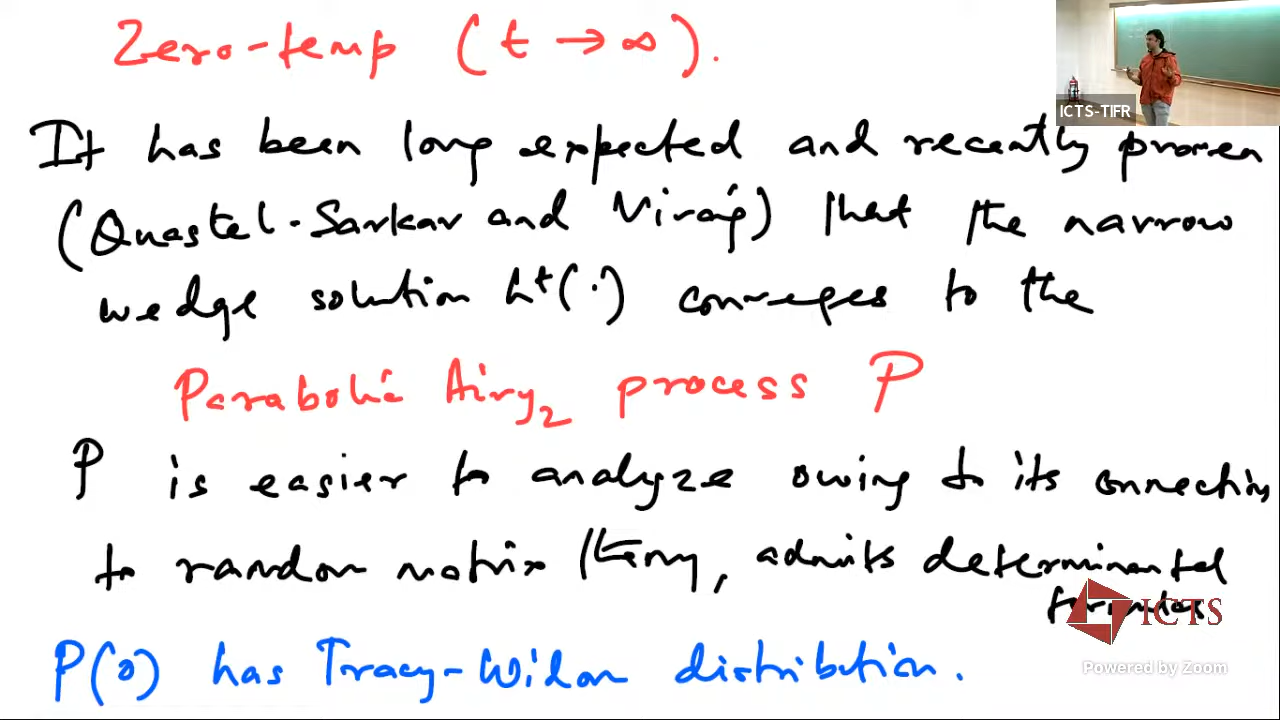 Zero-temp (t → ∞).
ICTS-TIFR
It has been long expected and recently proven
(Quastel-Sarkar and Virág) that the narrow
wedge solution h^t(·) converges to the
Parabolic Airy₂ process P
P is easier to analyze owing to its connection
to random matrix theory, admits determinantal
formulas
ICTS
P(0) has Tracy-Widom distribution.
Powered by Zoom